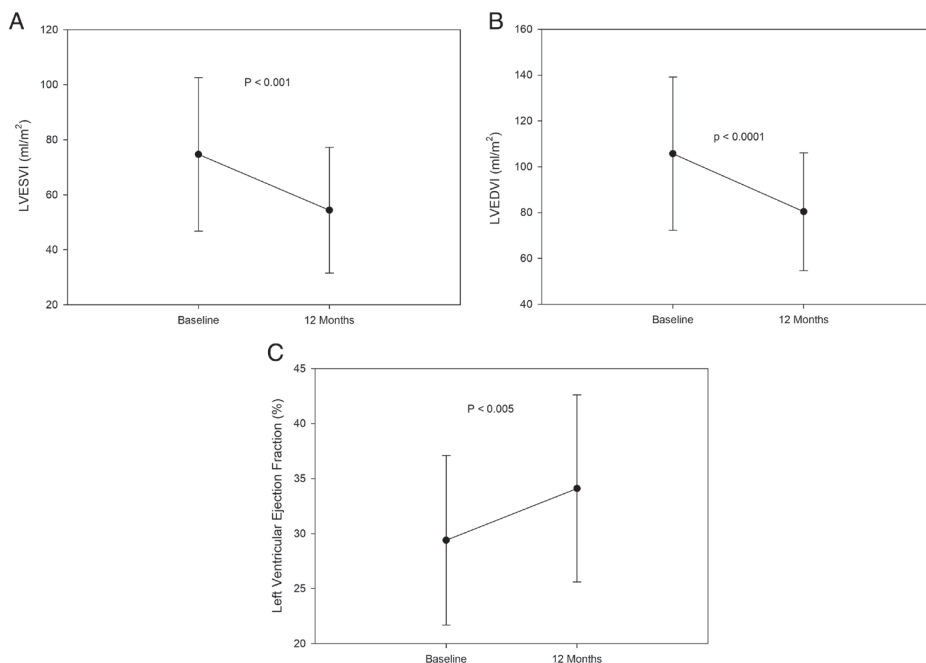 A
LVESVI (ml/m²)
120
100
80
60
40
20
P < 0.001
Baseline
12 Months
B
LVEDVI (ml/m²)
160
140
120
100
80
60
40
p < 0.0001
Baseline
12 Months
C
Left Ventricular Ejection Fraction (%)
45
40
35
30
25
20
P < 0.005
Baseline
12 Months